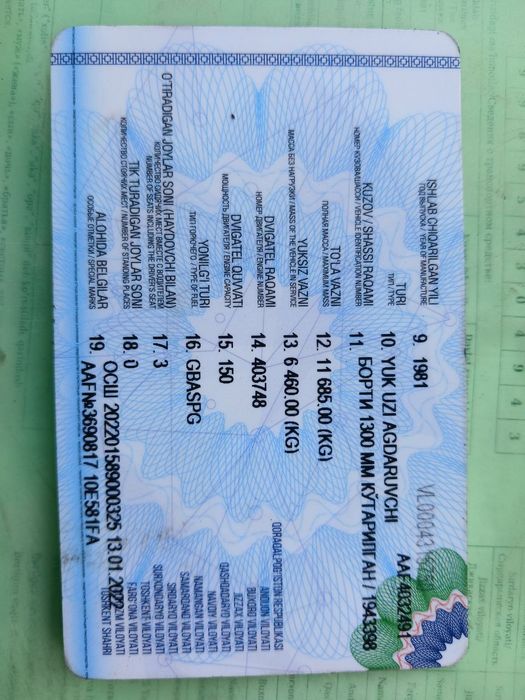 ISHLAB CHIQARILGAN YILI
ГОД ВЫПУСКА / YEAR OF MANUFACTURE
9. 1981
TURI
ТИП / TYPE
10. YUK UZI AGDARUVCHI
KUZOV / SHASSI RAQAMI
НОМЕР КУЗОВА/ШАССИ / VEHICLE IDENTIFICATION NUMBER
11.
БОРТИ 1300 ММ КЎТАРИЛГАН / 1943398
TO'LA VAZNI
ПОЛНАЯ МАССА / MAXIMUM MASS
12. 11 685.00 (KG)
YUKSIZ VAZNI
МАССА БЕЗ НАГРУЗКИ / MASS OF THE VEHICLE IN SERVICE
13. 6 460.00 (KG)
DVIGATEL RAQAMI
НОМЕР ДВИГАТЕЛЯ / ENGINE NUMBER
14. 403748
DVIGATEL QUVVATI
МОЩНОСТЬ ДВИГАТЕЛЯ / ENGINE CAPACITY
15. 150
YONILG'I TURI
ТИП ГОРЮЧЕГО / TYPE OF FUEL
16. GBASPG
O'TIRADIGAN JOYLAR SONI (HAYDOVCHI BILAN)
КОЛИЧЕСТВО СИДЯЧИХ МЕСТ ВМЕСТЕ С ВОДИТЕЛЕМ
NUMBER OF SEATS INCLUDING THE DRIVER'S SEAT
17. 3
TIK TURADIGAN JOYLAR SONI
КОЛИЧЕСТВО СТОЯЧИХ МЕСТ / NUMBER OF STANDING PLACES
18. 0
ALOHIDA BELGILAR
ОСОБЫЕ ОТМЕТКИ / SPECIAL MARKS
19.
ОСШ 202201589000325 13.01.2022
AAF№3690817 10E581FA
QORAQALPOG'ISTON RESPUBLIKASI
ANDIJON VILOYATI
BUXORO VILOYATI
JIZZAX VILOYATI
QASHQADARYO VILOYATI
NAVOIY VILOYATI
NAMANGAN VILOYATI
SAMARQAND VILOYATI
SIRDARYO VILOYATI
SURXONDARYO VILOYATI
TOSHKENT VILOYATI
FARG'ONA VILOYATI
VILOYATI
TOSHKENT SHAHRI